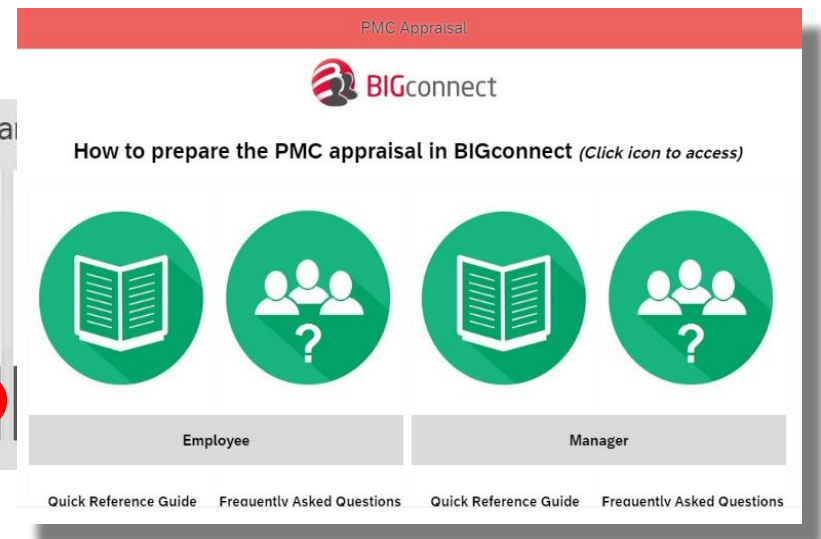 PMC Appraisal
BIGconnect
How to prepare the PMC appraisal in BIGconnect (Click icon to access)
?
?
Employee
Manager
Quick Reference Guide
Frequently Asked Questions
Quick Reference Guide
Frequently Asked Questions